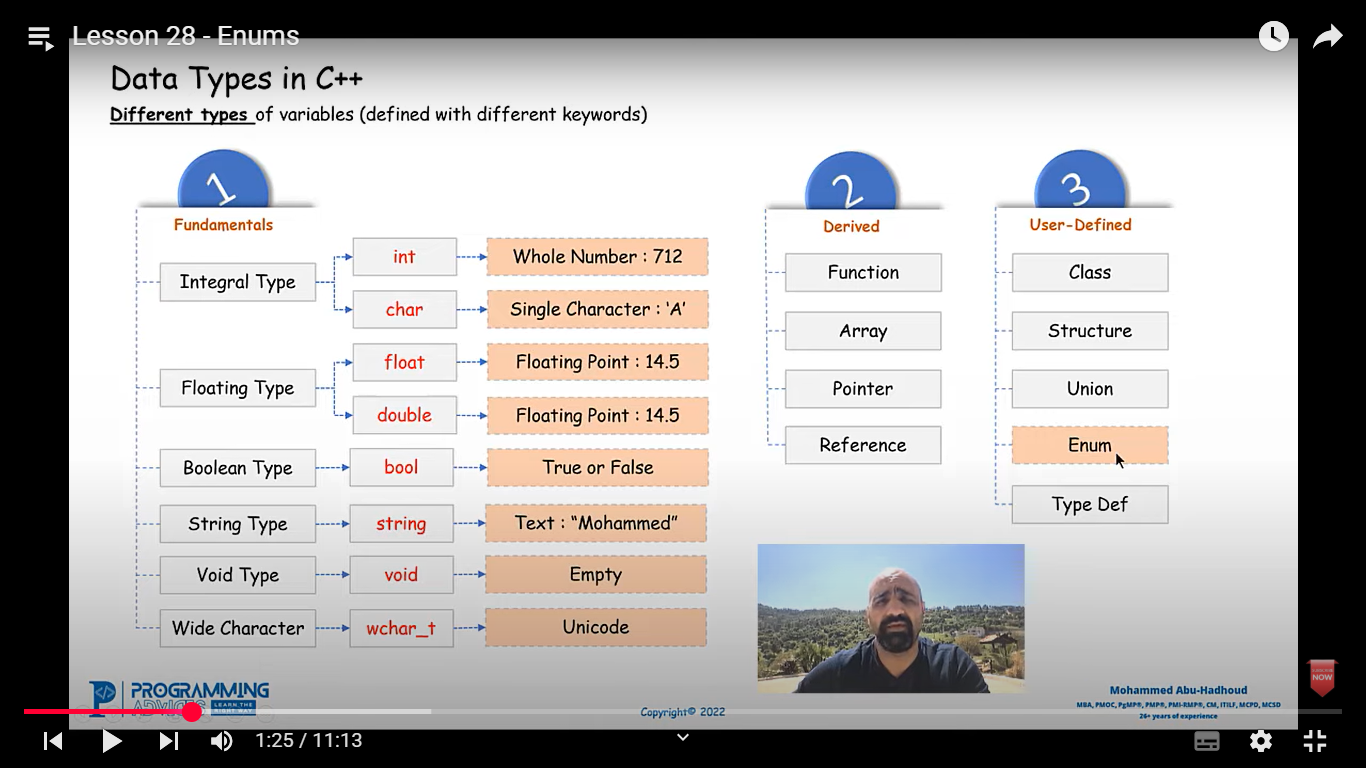 Lesson 28 - Enums
Data Types in C++
Different types of variables (defined with different keywords)
1
Fundamentals
Integral Type
int
Whole Number : 712
char
Single Character : ‘A’
Floating Type
float
Floating Point : 14.5
double
Floating Point : 14.5
Boolean Type
bool
True or False
String Type
string
Text : “Mohammed”
Void Type
void
Empty
Wide Character
wchar_t
Unicode
2
Derived
Function
Array
Pointer
Reference
3
User-Defined
Class
Structure
Union
Enum
Type Def
PROGRAMMING
ADVICES
LEARN THE
RIGHT WAY
Copyright© 2022
Mohammed Abu-Hadhoud
MBA, PMOC, PgMP®, PMP®, PMI-RMP®, CM, ITILF, MCPD, MCSD
26+ years of experience
NOW
1:25 / 11:13